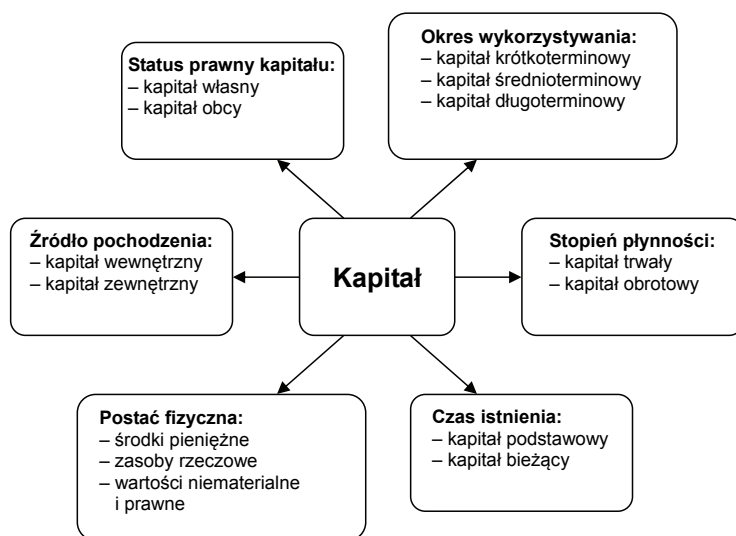 Status prawny kapitału:
– kapitał własny
– kapitał obcy
Okres wykorzystywania:
– kapitał krótkoterminowy
– kapitał średnioterminowy
– kapitał długoterminowy
Źródło pochodzenia:
– kapitał wewnętrzny
– kapitał zewnętrzny
Kapitał
Stopień płynności:
– kapitał trwały
– kapitał obrotowy
Postać fizyczna:
– środki pieniężne
– zasoby rzeczowe
– wartości niematerialne
i prawne
Czas istnienia:
– kapitał podstawowy
– kapitał bieżący